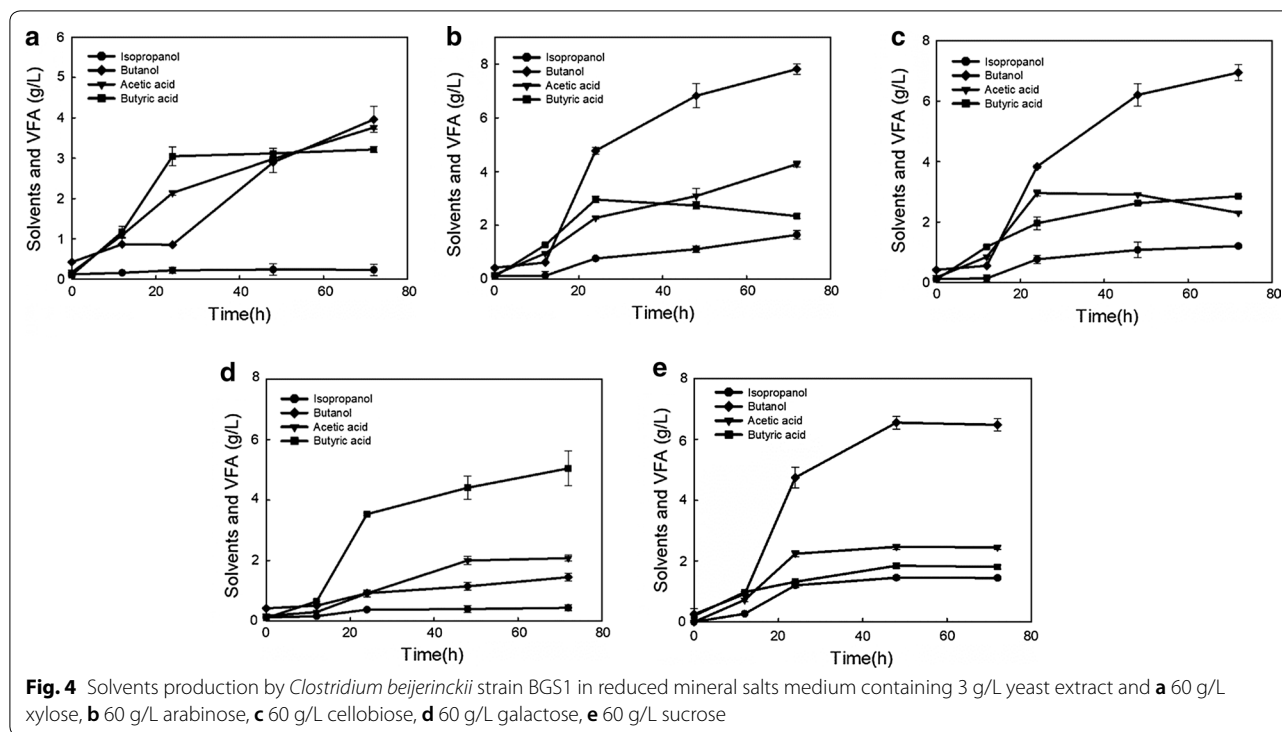 a
6
5
4
3
2
1
0
Solvents and VFA (g/L)
Isopropanol
Butanol
Acetic acid
Butyric acid
0 20 40 60 80
Time(h)
b
8
6
4
2
0
Solvents and VFA (g/L)
Isopropanol
Butanol
Acetic acid
Butyric acid
0 20 40 60 80
Time(h)
c
8
6
4
2
0
Solvents and VFA (g/L)
Isopropanol
Butanol
Acetic acid
Butyric acid
0 20 40 60 80
Time(h)
d
8
6
4
2
0
Solvents and VFA (g/L)
Isopropanol
Butanol
Acetic acid
Butyric acid
0 20 40 60 80
Time(h)
e
8
6
4
2
0
Solvents and VFA (g/L)
Isopropanol
Butanol
Acetic acid
Butyric acid
0 20 40 60 80
Time(h)
Fig. 4 Solvents production by Clostridium beijerinckii strain BGS1 in reduced mineral salts medium containing 3 g/L yeast extract and a 60 g/L
xylose, b 60 g/L arabinose, c 60 g/L cellobiose, d 60 g/L galactose, e 60 g/L sucrose